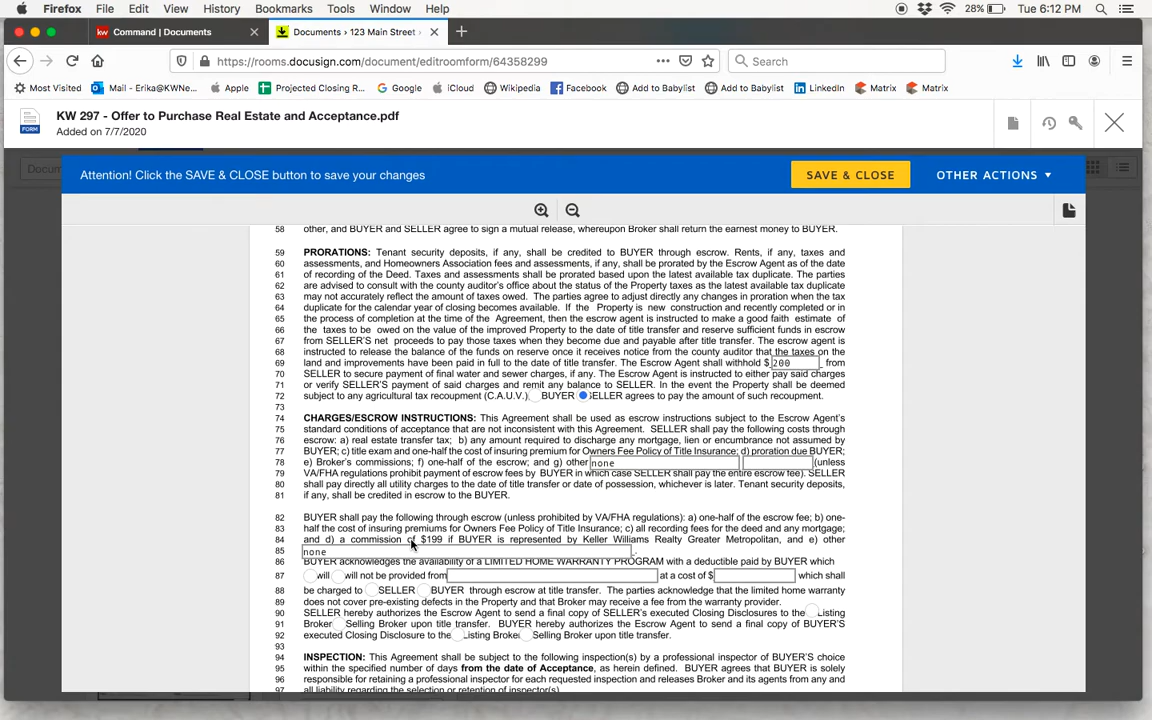 Firefox File Edit View History Bookmarks Tools Window Help 28% Tue 6:12 PM
kw Command | Documents Documents › 123 Main Street
https://rooms.docusign.com/document/editroomform/64358299 Search
Most Visited Mail - Erika@KWNe... Apple Projected Closing R... Google iCloud Wikipedia Facebook Add to Babylist Add to Babylist LinkedIn Matrix Matrix
FORM
KW 297 - Offer to Purchase Real Estate and Acceptance.pdf
Added on 7/7/2020
Attention! Click the SAVE & CLOSE button to save your changes SAVE & CLOSE OTHER ACTIONS
58 other, and BUYER and SELLER agree to sign a mutual release, whereupon Broker shall return the earnest money to BUYER.
59 PRORATIONS: Tenant security deposits, if any, shall be credited to BUYER through escrow. Rents, if any, taxes and
60 assessments, and Homeowners Association fees and assessments, if any, shall be prorated by the Escrow Agent as of the date
61 of recording of the Deed. Taxes and assessments shall be prorated based upon the latest available tax duplicate. The parties
62 are advised to consult with the county auditor's office about the status of the Property taxes as the latest available tax duplicate
63 may not accurately reflect the amount of taxes owed. The parties agree to adjust directly any changes in proration when the tax
64 duplicate for the calendar year of closing becomes available. If the Property is new construction and recently completed or in
65 the process of completion at the time of the Agreement, then the escrow agent is instructed to make a good faith estimate of
66 the taxes to be owed on the value of the improved Property to the date of title transfer and reserve sufficient funds in escrow
67 from SELLER'S net proceeds to pay those taxes when they become due and payable after title transfer. The escrow agent is
68 instructed to release the balance of the funds on reserve once it receives notice from the county auditor that the taxes on the
69 land and improvements have been paid in full to the date of title transfer. The Escrow Agent shall withhold $ 200 from
70 SELLER to secure payment of final water and sewer charges, if any. The Escrow Agent is instructed to either pay said charges
71 or verify SELLER'S payment of said charges and remit any balance to SELLER. In the event the Property shall be deemed
72 subject to any agricultural tax recoupment (C.A.U.V.) BUYER SELLER agrees to pay the amount of such recoupment.
73
74 CHARGES/ESCROW INSTRUCTIONS: This Agreement shall be used as escrow instructions subject to the Escrow Agent's
75 standard conditions of acceptance that are not inconsistent with this Agreement. SELLER shall pay the following costs through
76 escrow: a) real estate transfer tax; b) any amount required to discharge any mortgage, lien or encumbrance not assumed by
77 BUYER; c) title exam and one-half the cost of insuring premium for Owners Fee Policy of Title Insurance; d) proration due BUYER;
78 e) Broker's commissions; f) one-half of the escrow; and g) other none (unless
79 VA/FHA regulations prohibit payment of escrow fees by BUYER in which case SELLER shall pay the entire escrow fee). SELLER
80 shall pay directly all utility charges to the date of title transfer or date of possession, whichever is later. Tenant security deposits,
81 if any, shall be credited in escrow to the BUYER.
82 BUYER shall pay the following through escrow (unless prohibited by VA/FHA regulations): a) one-half of the escrow fee; b) one-
83 half the cost of insuring premiums for Owners Fee Policy of Title Insurance; c) all recording fees for the deed and any mortgage;
84 and d) a commission of $199 if BUYER is represented by Keller Williams Realty Greater Metropolitan, and e) other
85 none .
86 BUYER acknowledges the availability of a LIMITED HOME WARRANTY PROGRAM with a deductible paid by BUYER which
87 will will not be provided from at a cost of $ which shall
88 be charged to SELLER BUYER through escrow at title transfer. The parties acknowledge that the limited home warranty
89 does not cover pre-existing defects in the Property and that Broker may receive a fee from the warranty provider.
90 SELLER hereby authorizes the Escrow Agent to send a final copy of SELLER'S executed Closing Disclosures to the Listing
91 Broker Selling Broker upon title transfer. BUYER hereby authorizes the Escrow Agent to send a final copy of BUYER'S
92 executed Closing Disclosure to the Listing Broker Selling Broker upon title transfer.
93
94 INSPECTION: This Agreement shall be subject to the following inspection(s) by a professional inspector of BUYER'S choice
95 within the specified number of days from the date of Acceptance, as herein defined. BUYER agrees that BUYER is solely
96 responsible for retaining a professional inspector for each requested inspection and releases Broker and its agents from any and
97 all liability regarding the selection or retention of inspector(s).